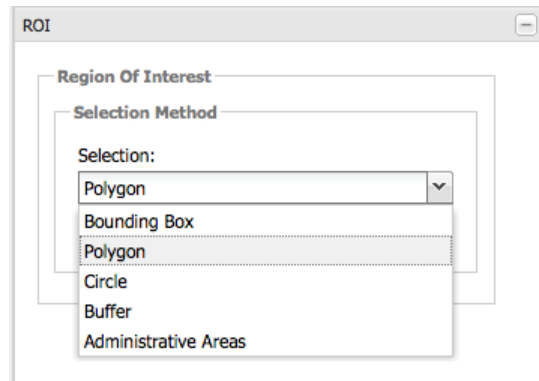 ROI
Region Of Interest
Selection Method
Selection:
Polygon
Bounding Box
Polygon
Circle
Buffer
Administrative Areas